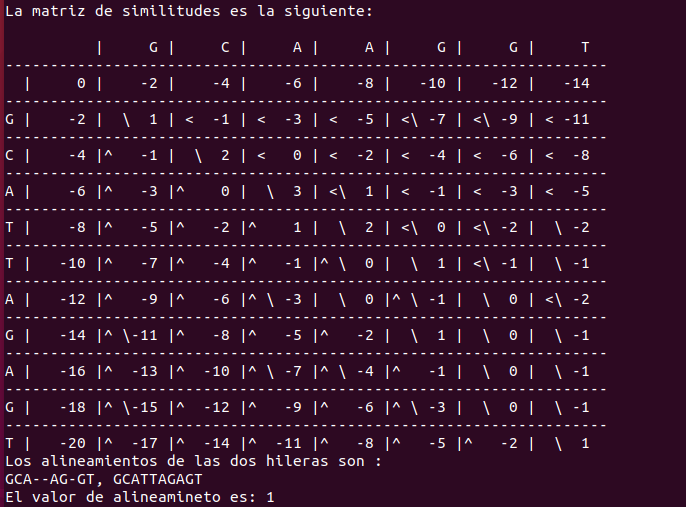 La matriz de similitudes es la siguiente:
        |     G |     C |     A |     A |     G |     G |     T
-----------------------------------------------------------------
  |     0 |    -2 |    -4 |    -6 |    -8 |   -10 |   -12 |   -14
-----------------------------------------------------------------
G |    -2 |  \  1 | <  -1 | <  -3 | <  -5 | <\ -7 | <\ -9 | < -11
-----------------------------------------------------------------
C |    -4 |^   -1 |  \  2 | <   0 | <  -2 | <  -4 | <  -6 | <  -8
-----------------------------------------------------------------
A |    -6 |^   -3 |^    0 |  \  3 | <\  1 | <  -1 | <  -3 | <  -5
-----------------------------------------------------------------
T |    -8 |^   -5 |^   -2 |^    1 |  \  2 | <\  0 | <\ -2 |  \ -2
-----------------------------------------------------------------
T |   -10 |^   -7 |^   -4 |^   -1 |^ \  0 |  \  1 | <\ -1 |  \ -1
-----------------------------------------------------------------
A |   -12 |^   -9 |^   -6 |^ \ -3 |  \  0 |^ \ -1 |  \  0 | <\ -2
-----------------------------------------------------------------
G |   -14 |^ \-11 |^   -8 |^   -5 |^   -2 |  \  1 |  \  0 |  \ -1
-----------------------------------------------------------------
A |   -16 |^  -13 |^  -10 |^ \ -7 |^ \ -4 |^   -1 |  \  0 |  \ -1
-----------------------------------------------------------------
G |   -18 |^ \-15 |^  -12 |^   -9 |^   -6 |^ \ -3 |  \  0 |  \ -1
-----------------------------------------------------------------
T |   -20 |^  -17 |^  -14 |^  -11 |^   -8 |^   -5 |^   -2 |  \  1
Los alineamientos de las dos hileras son :
GCA--AG-GT, GCATTAGAGT
El valor de alineamineto es: 1